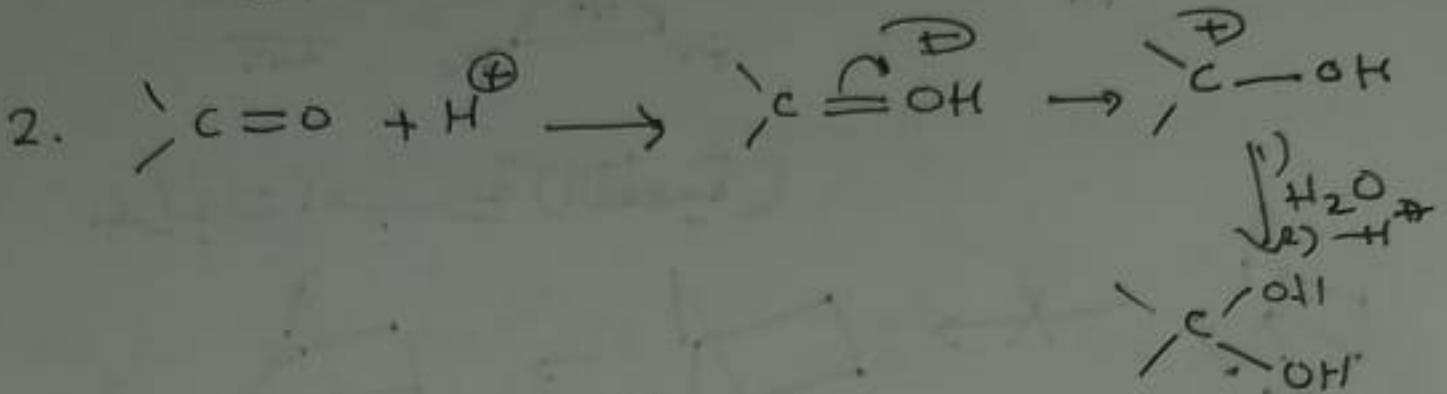 2. C=O + H⊕ ⟶ C=OH⊕ ⟶ C⊕—OH
1) H2O
2) -H⊕
C
OH
OH